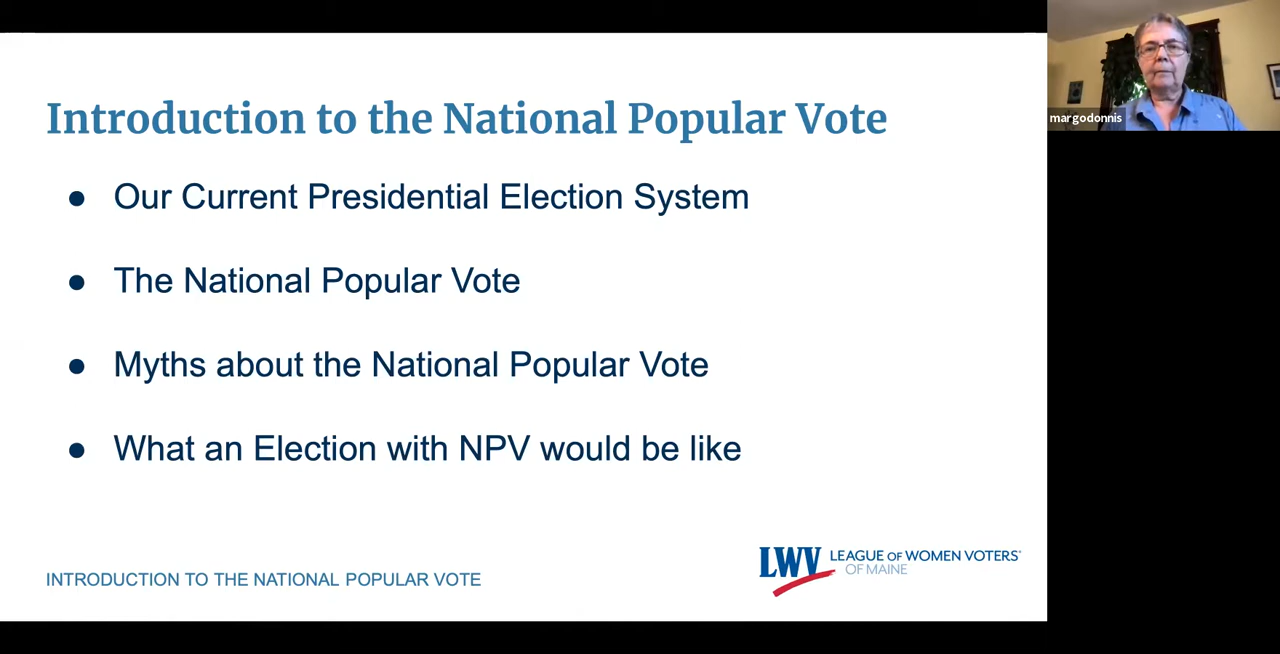 Introduction to the National Popular Vote
● Our Current Presidential Election System
● The National Popular Vote
● Myths about the National Popular Vote
● What an Election with NPV would be like
INTRODUCTION TO THE NATIONAL POPULAR VOTE
LWV LEAGUE OF WOMEN VOTERS®
OF MAINE
margodonnis